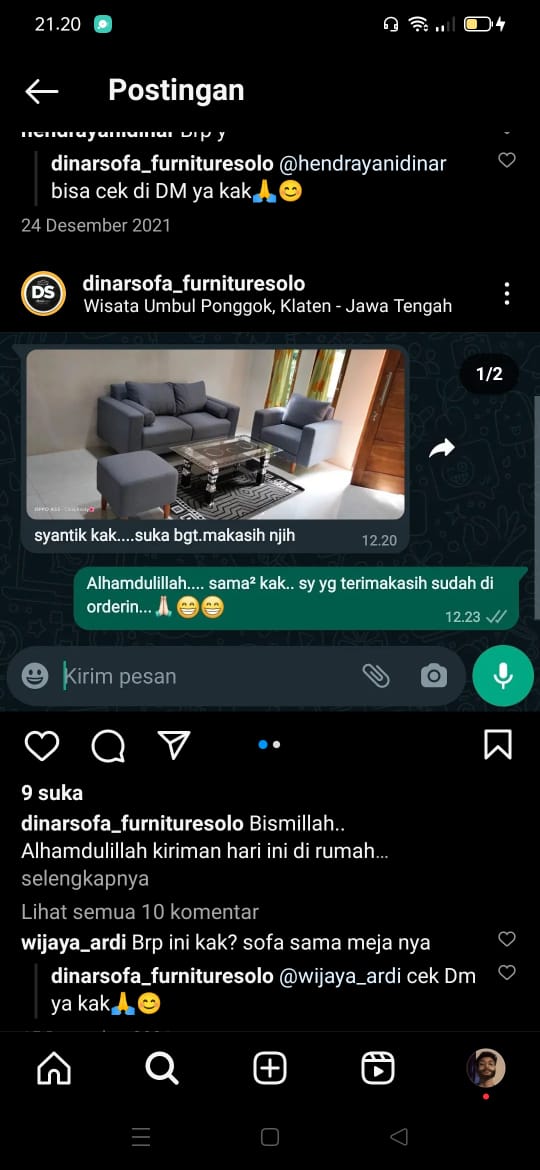 21.20
Postingan
hendrayanidinar Brp y
dinarsofa_furnituresolo @hendrayanidinar
bisa cek di DM ya kak🙏😊
24 Desember 2021
DS
dinarsofa_furnituresolo
Wisata Umbul Ponggok, Klaten - Jawa Tengah
1/2
syantik kak....suka bgt.makasih njih
12.20
Alhamdulillah.... sama² kak.. sy yg terimakasih sudah di
orderin...🙏🏻😁😁
12.23
Kirim pesan
9 suka
dinarsofa_furnituresolo Bismillah..
Alhamdulillah kiriman hari ini di rumah...
selengkapnya
Lihat semua 10 komentar
wijaya_ardi Brp ini kak? sofa sama meja nya
dinarsofa_furnituresolo @wijaya_ardi cek Dm
ya kak🙏😊